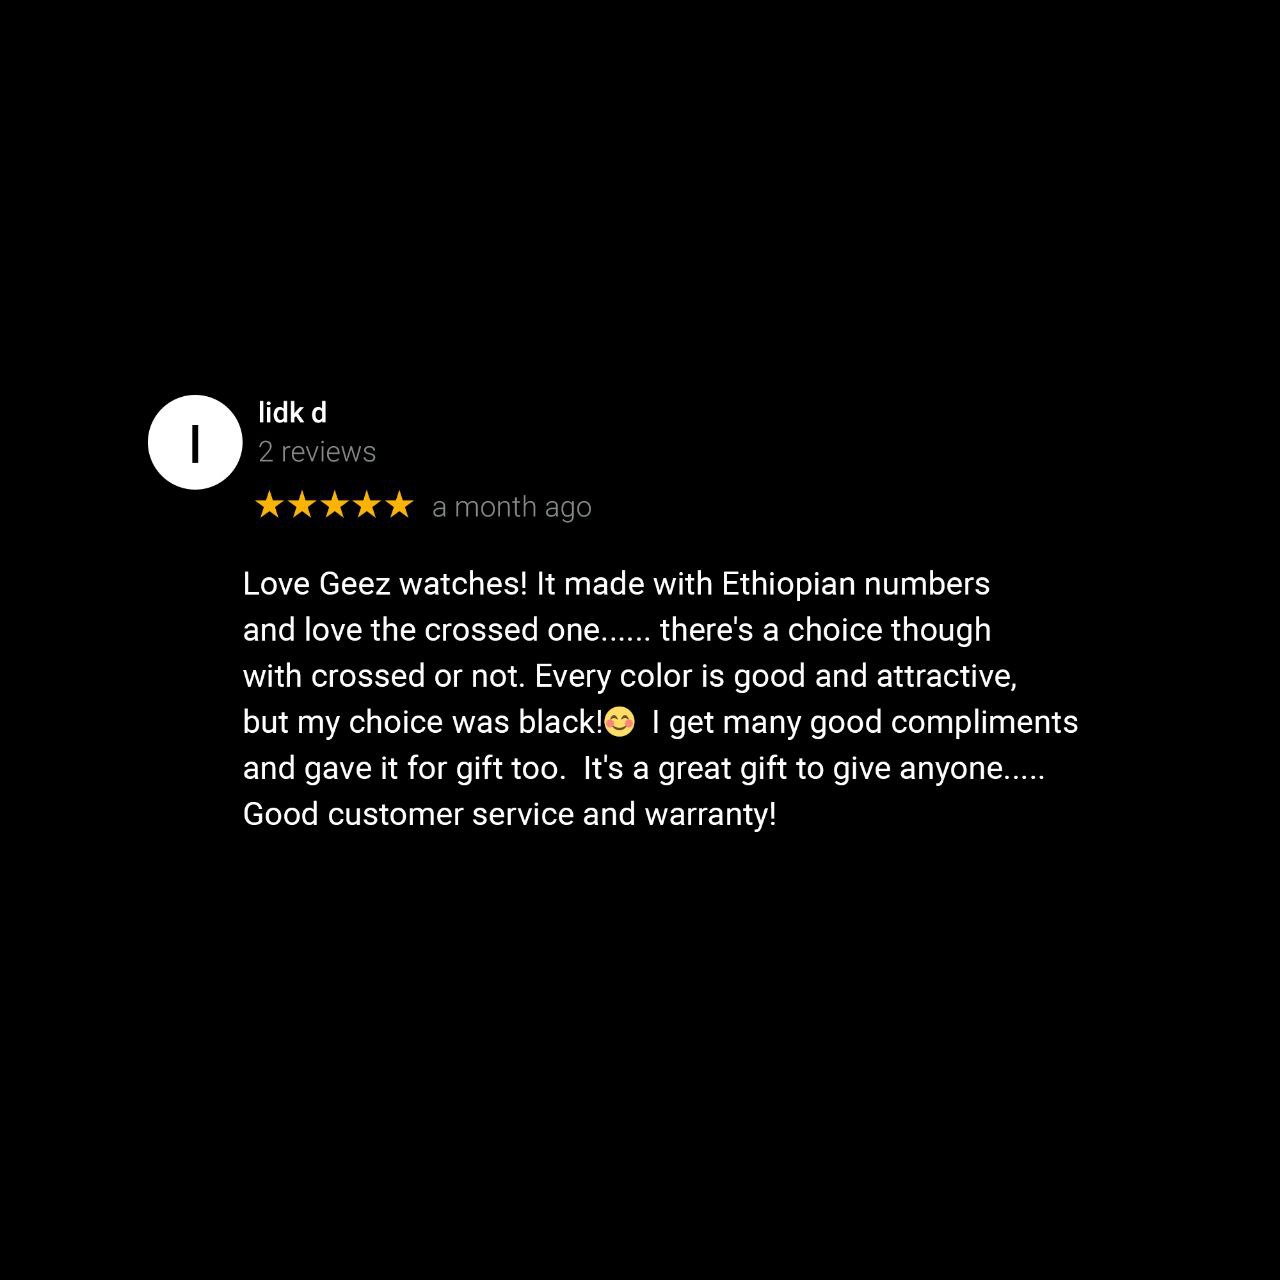 l
lidk d
2 reviews
★★★★★ a month ago
Love Geez watches! It made with Ethiopian numbers
and love the crossed one...... there's a choice though
with crossed or not. Every color is good and attractive,
but my choice was black!😊 I get many good compliments
and gave it for gift too. It's a great gift to give anyone.....
Good customer service and warranty!